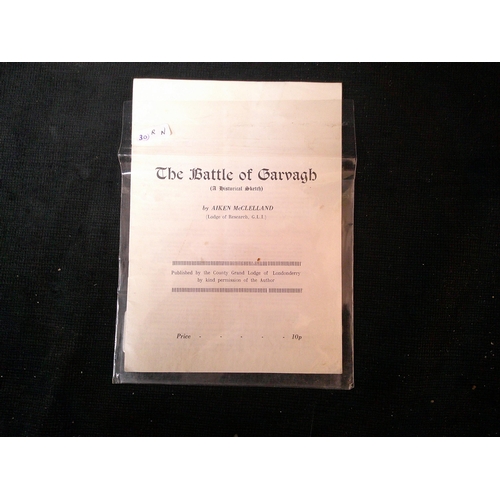 The Battle of Garvagh
(A Historical Sketch)
by AIKEN McCLELLAND
(Lodge of Research, G.L.I.)
Published by the County Grand Lodge of Londonderry
by kind permission of the Author
Price - - - - - 10p.